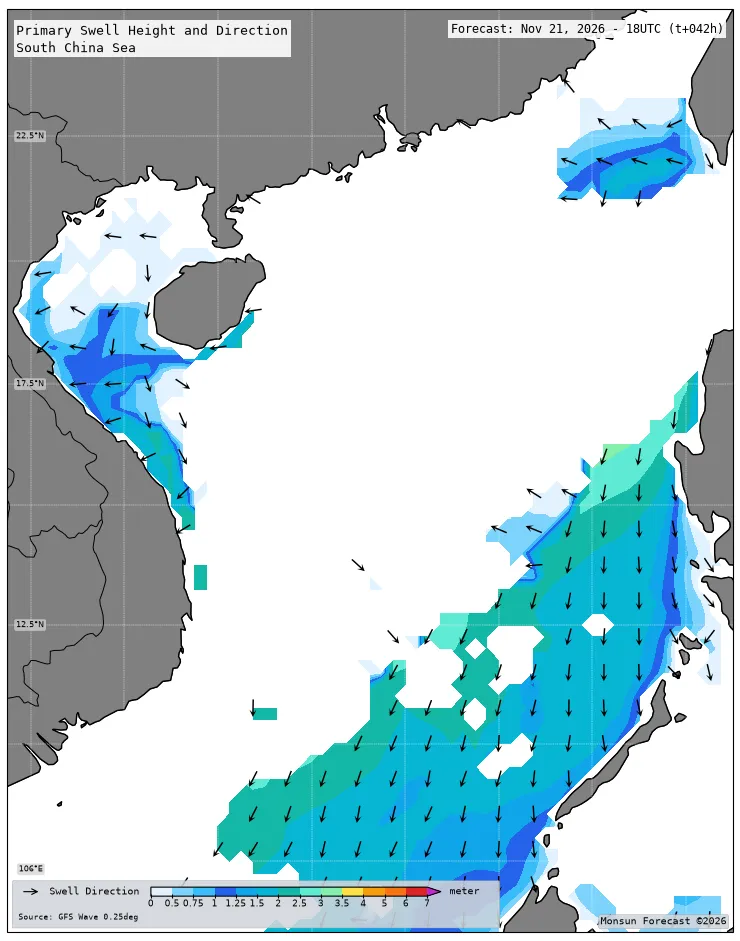 Primary Swell Height and Direction
South China Sea
Forecast: Nov 21, 2026 - 18UTC (t+042h)
22.5°N
17.5°N
12.5°N
106°E
Swell Direction
0 0.5 0.75 1 1.25 1.5 2 2.5 3 3.5 4 5 6 7
meter
Source: GFS Wave 0.25deg
Monsun Forecast ©2026